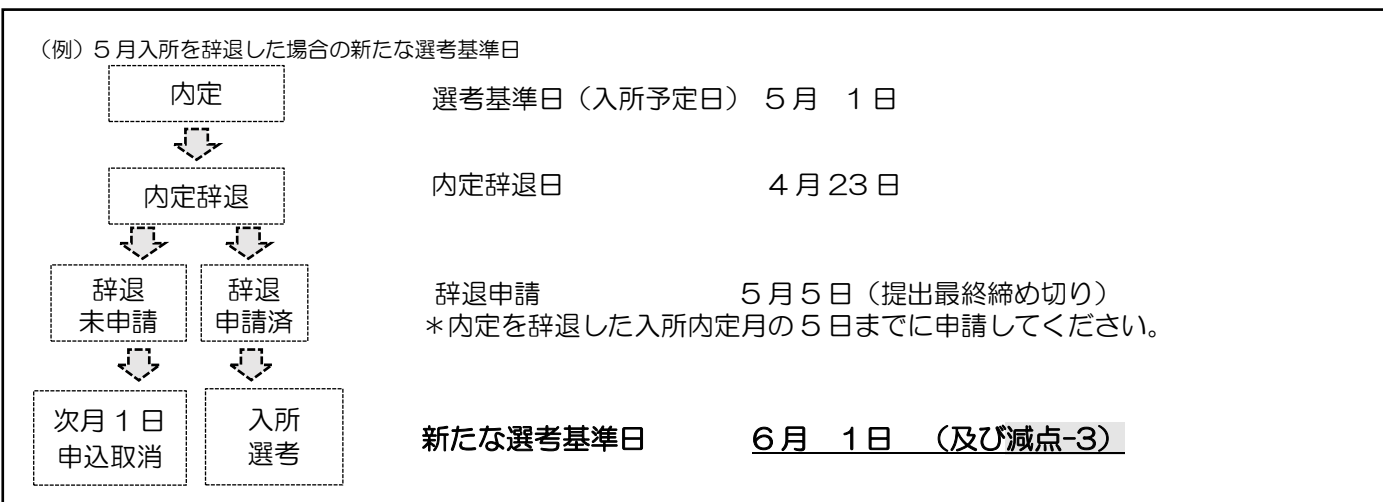 （例）５月入所を辞退した場合の新たな選考基準日
内定
選考基準日（入所予定日） ５月　１日
内定辞退
内定辞退日　４月23日
辞退
未申請
辞退
申請済
辞退申請　５月５日（提出最終締め切り）
＊内定を辞退した入所内定月の５日までに申請してください。
次月１日
申込取消
入所
選考
新たな選考基準日　６月　１日　（及び減点-3）